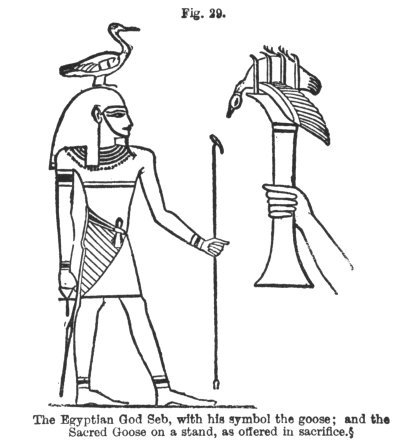 Fig. 29.
The Egyptian God Seb, with his symbol the goose; and the
Sacred Goose on a stand, as offered in sacrifice.§